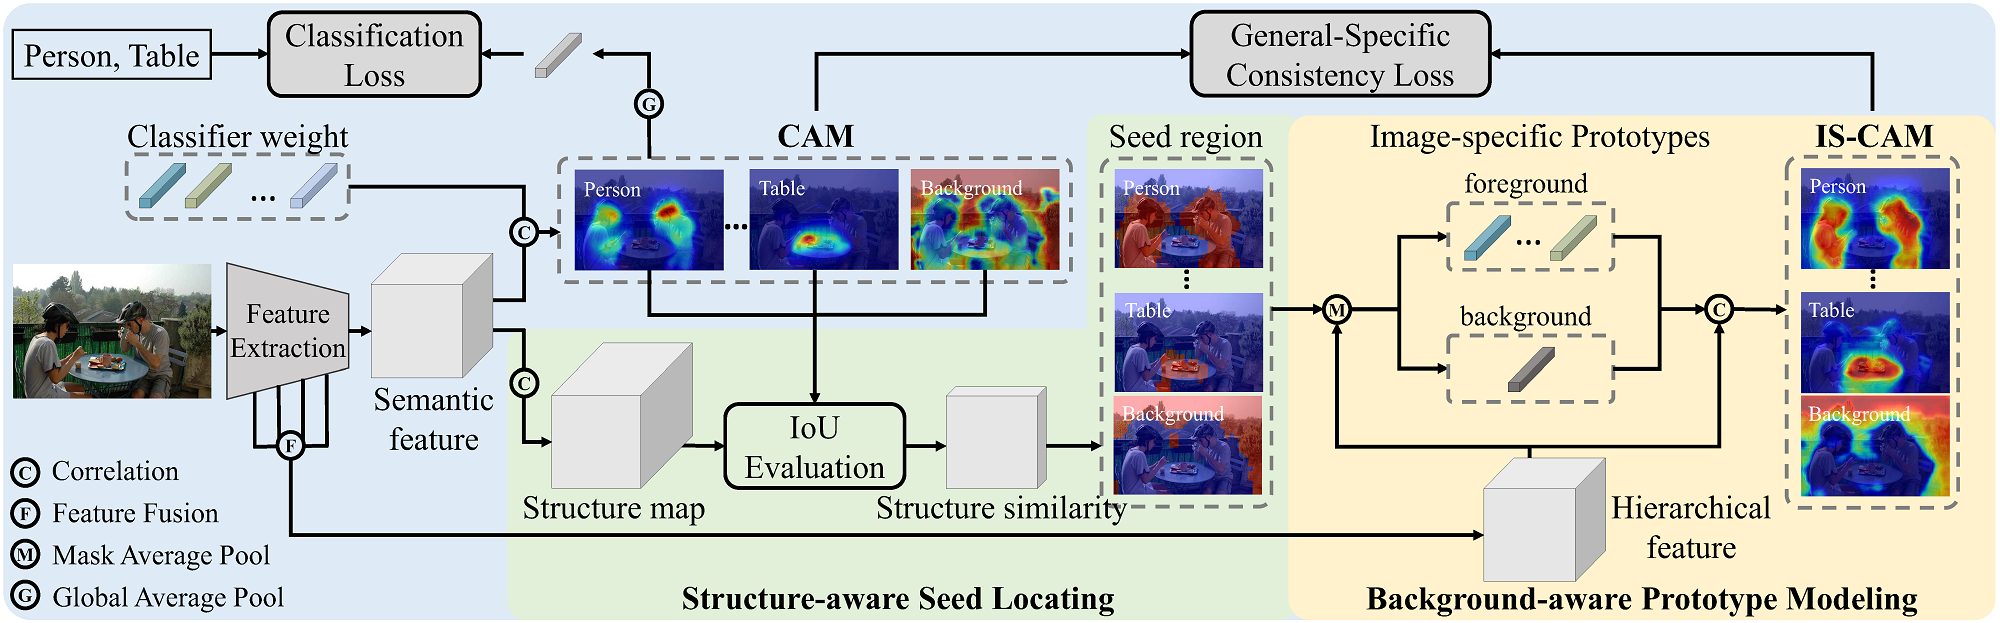 Person, Table
Classification
Loss
G
General-Specific
Consistency Loss
Classifier weight
CAM
Seed region
Image-specific Prototypes
IS-CAM
Person
Table
Background
C
Person
Table
Background
foreground
background
M
C
Person
Table
Background
Feature
Extraction
Semantic
feature
C
F
Structure map
IoU
Evaluation
Structure similarity
Hierarchical
feature
C Correlation
F Feature Fusion
M Mask Average Pool
G Global Average Pool
Structure-aware Seed Locating
Background-aware Prototype Modeling